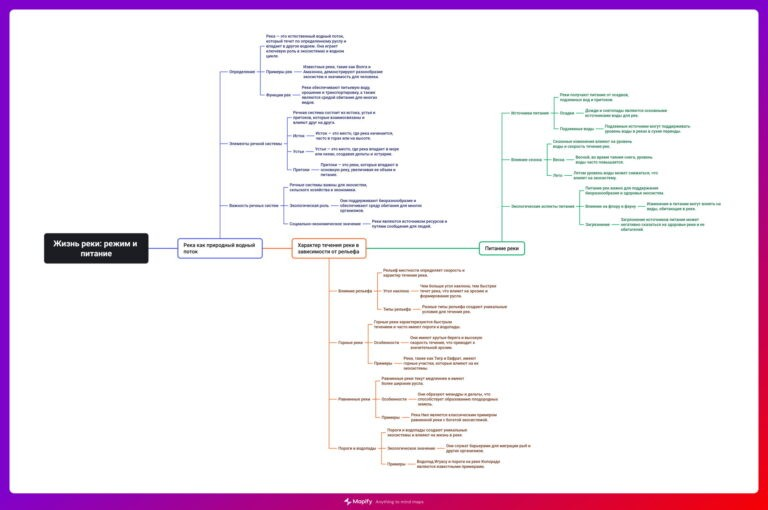 Жизнь реки: режим и
питание
Река как природный водный
поток
Определение
Река – это естественный водный поток,
который течет по определенному руслу и
впадает в другие водоем. Она играет
ключевую роль в экосистемах и водном
цикле
Примеры рек
Известные реки, такие как Волга и
Амазонка, демонстрируют разнообразие
экосистем и значимость для человека.
Функции рек
Реки обеспечивают питьевую воду,
орошение и транспортировку, а также
являются средой обитания для многих
видов.
Элементы речной системы
Речная система состоит из истока, устья и
притоков, которые взаимосвязаны и
влияют друг на друга.
Исток
Исток – это место, где река начинается,
часто в горах или на высоте.
Устье
Устье – это место, где река впадает в море
или океан, создавая дельты и эстуарии.
Притоки
Притоки – это реки, которые впадают в
основную реку, увеличивая ее объем и
питание.
Важность речных систем
Речные системы важны для экосистем,
сельского хозяйства и экономики.
Экологическая роль
Они поддерживают биоразнообразие и
обеспечивают среду обитания для многих
организмов.
Социально-экономическое значение
Реки являются источником ресурсов и
путями сообщения для людей.
Характер течения реки в
зависимости от рельефа
Влияние рельефа
Рельеф местности определяет скорость и
характер течения реки.
Угол наклона
Чем больше угол наклона, тем быстрее
течет река, что влияет на эрозию и
формирование русла.
Типы рельефа
Разные типы рельефа создают уникальные
условия для течения рек.
Горные реки
Горные реки характеризуются быстрым
течением и часто имеют пороги и водопады.
Особенности
Они имеют крутые берега и высокую
скорость течения, что приводит к
значительной эрозии.
Примеры
Реки, такие как Тигр и Евфрат, имеют
горные участки, которые влияют на их
экосистемы.
Равнинные реки
Равнинные реки текут медленнее и имеют
более широкие русла.
Особенности
Они образуют меандры и дельты, что
способствует образованию плодородных
земель.
Примеры
Река Нил является классическим примером
равнинной реки с богатой экосистемой.
Пороги и водопады
Пороги и водопады создают уникальные
экосистемы и влияют на жизнь в реке.
Экологическое значение
Они служат барьерами для миграции рыб и
других организмов.
Примеры
Водопад Игуасу и пороги на реке Колорадо
являются известными примерами.
Питание реки
Источники питания
Реки получают питание от осадков,
подземных вод и притоков.
Осадки
Дожди и снегопады являются основными
источниками воды для рек.
Подземные воды
Подземные источники могут поддерживать
уровень воды в реках в сухие периоды.
Влияние сезона
Сезонные изменения влияют на уровень
воды и скорость течения рек.
Весна
Весной, во время таяния снега, уровень
воды часто повышается.
Лето
Летом уровень воды может снижаться, что
влияет на экосистему.
Экологические аспекты питания
Питание рек важно для поддержания
биоразнообразия и здоровья экосистем
Влияние на флору и фауну
Изменения в питании могут влиять на
виды, обитающие в реке.
Загрязнение
Загрязнение источников питания может
негативно сказаться на здоровье реки и ее
обитателей.
Mapify
Anything to mind maps